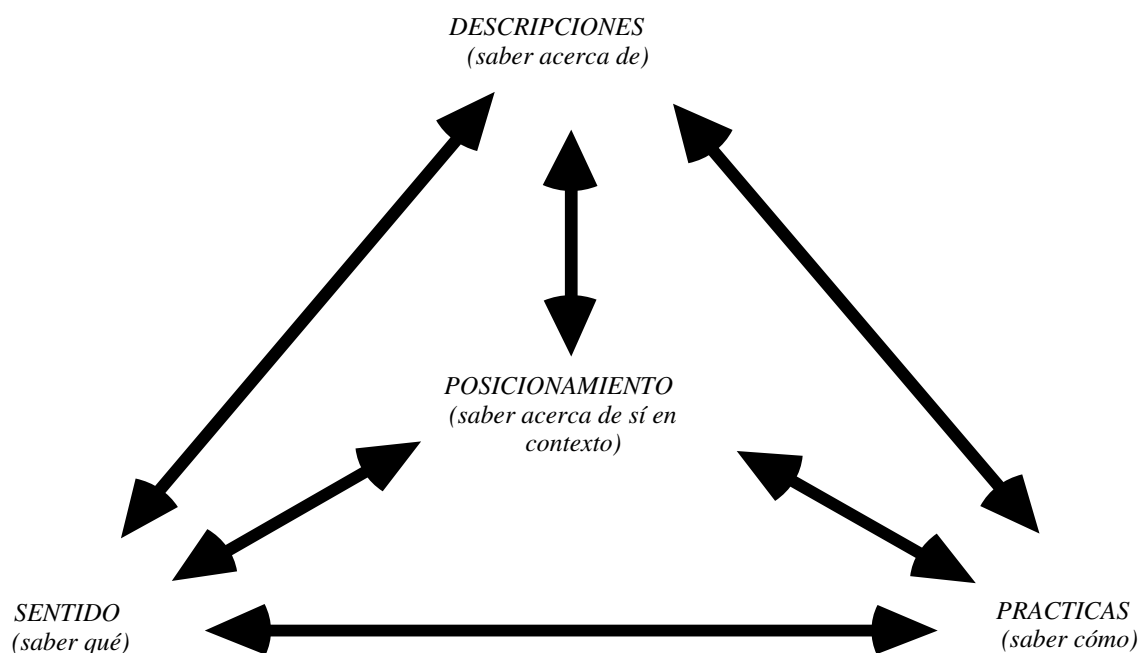 DESCRIPCIONES
(saber acerca de)
POSICIONAMIENTO
(saber acerca de sí en
contexto)
SENTIDO
(saber qué)
PRACTICAS
(saber cómo)